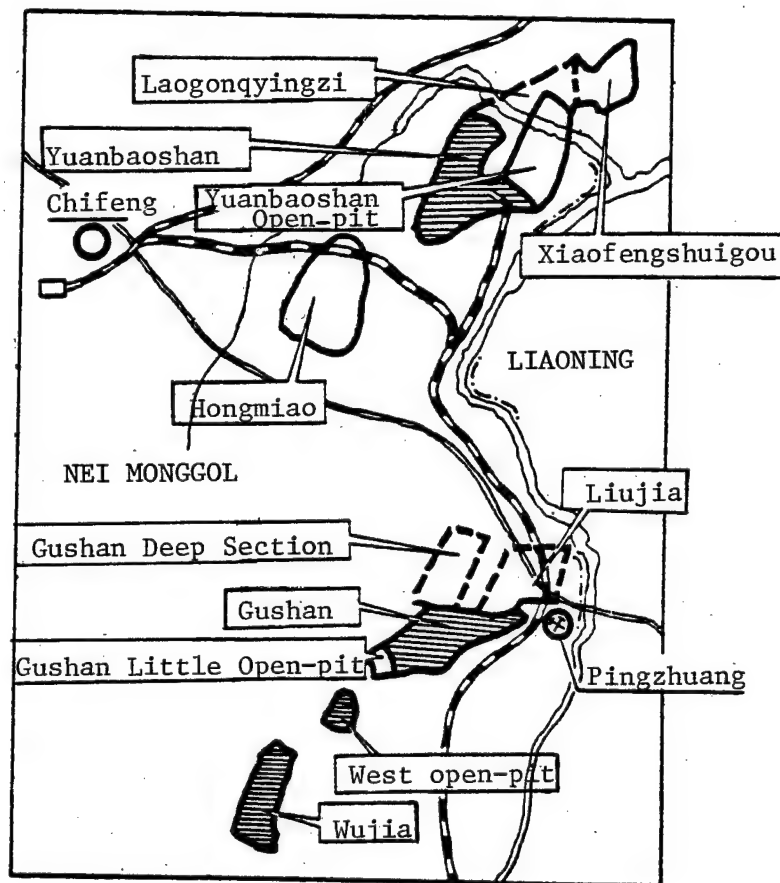 Laogonqyingzi
Yuanbaoshan
Chifeng
Yuanbaoshan
Open-pit
Xiaofengshuigou
LIAONING
Hongmiao
NEI MONGGOL
Liujia
Gushan Deep Section
Gushan
Gushan Little Open-pit
Pingzhuang
West open-pit
Wujia